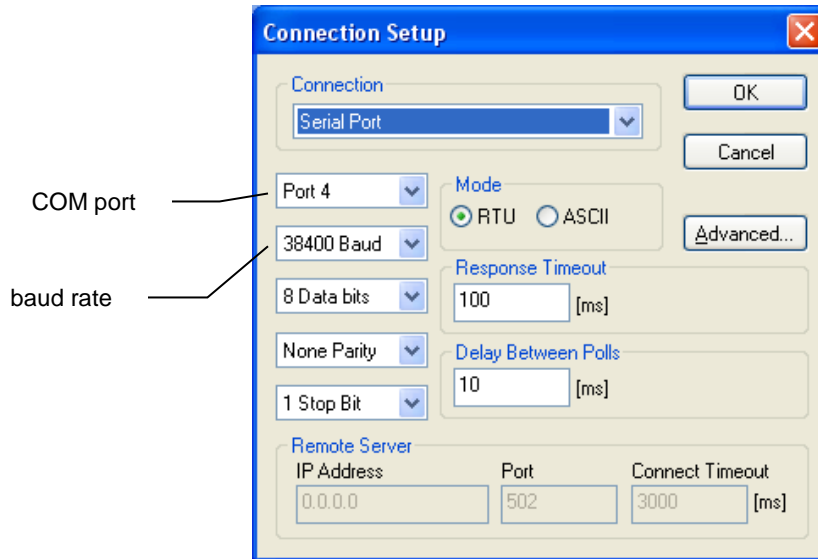 Connection Setup
Connection
Serial Port
OK
Cancel
Advanced...
COM port
baud rate
Port 4
38400 Baud
8 Data bits
None Parity
1 Stop Bit
Mode
RTU ASCII
Response Timeout
100 [ms]
Delay Between Polls
10 [ms]
Remote Server
IP Address Port Connect Timeout
0.0.0.0 502 3000 [ms]